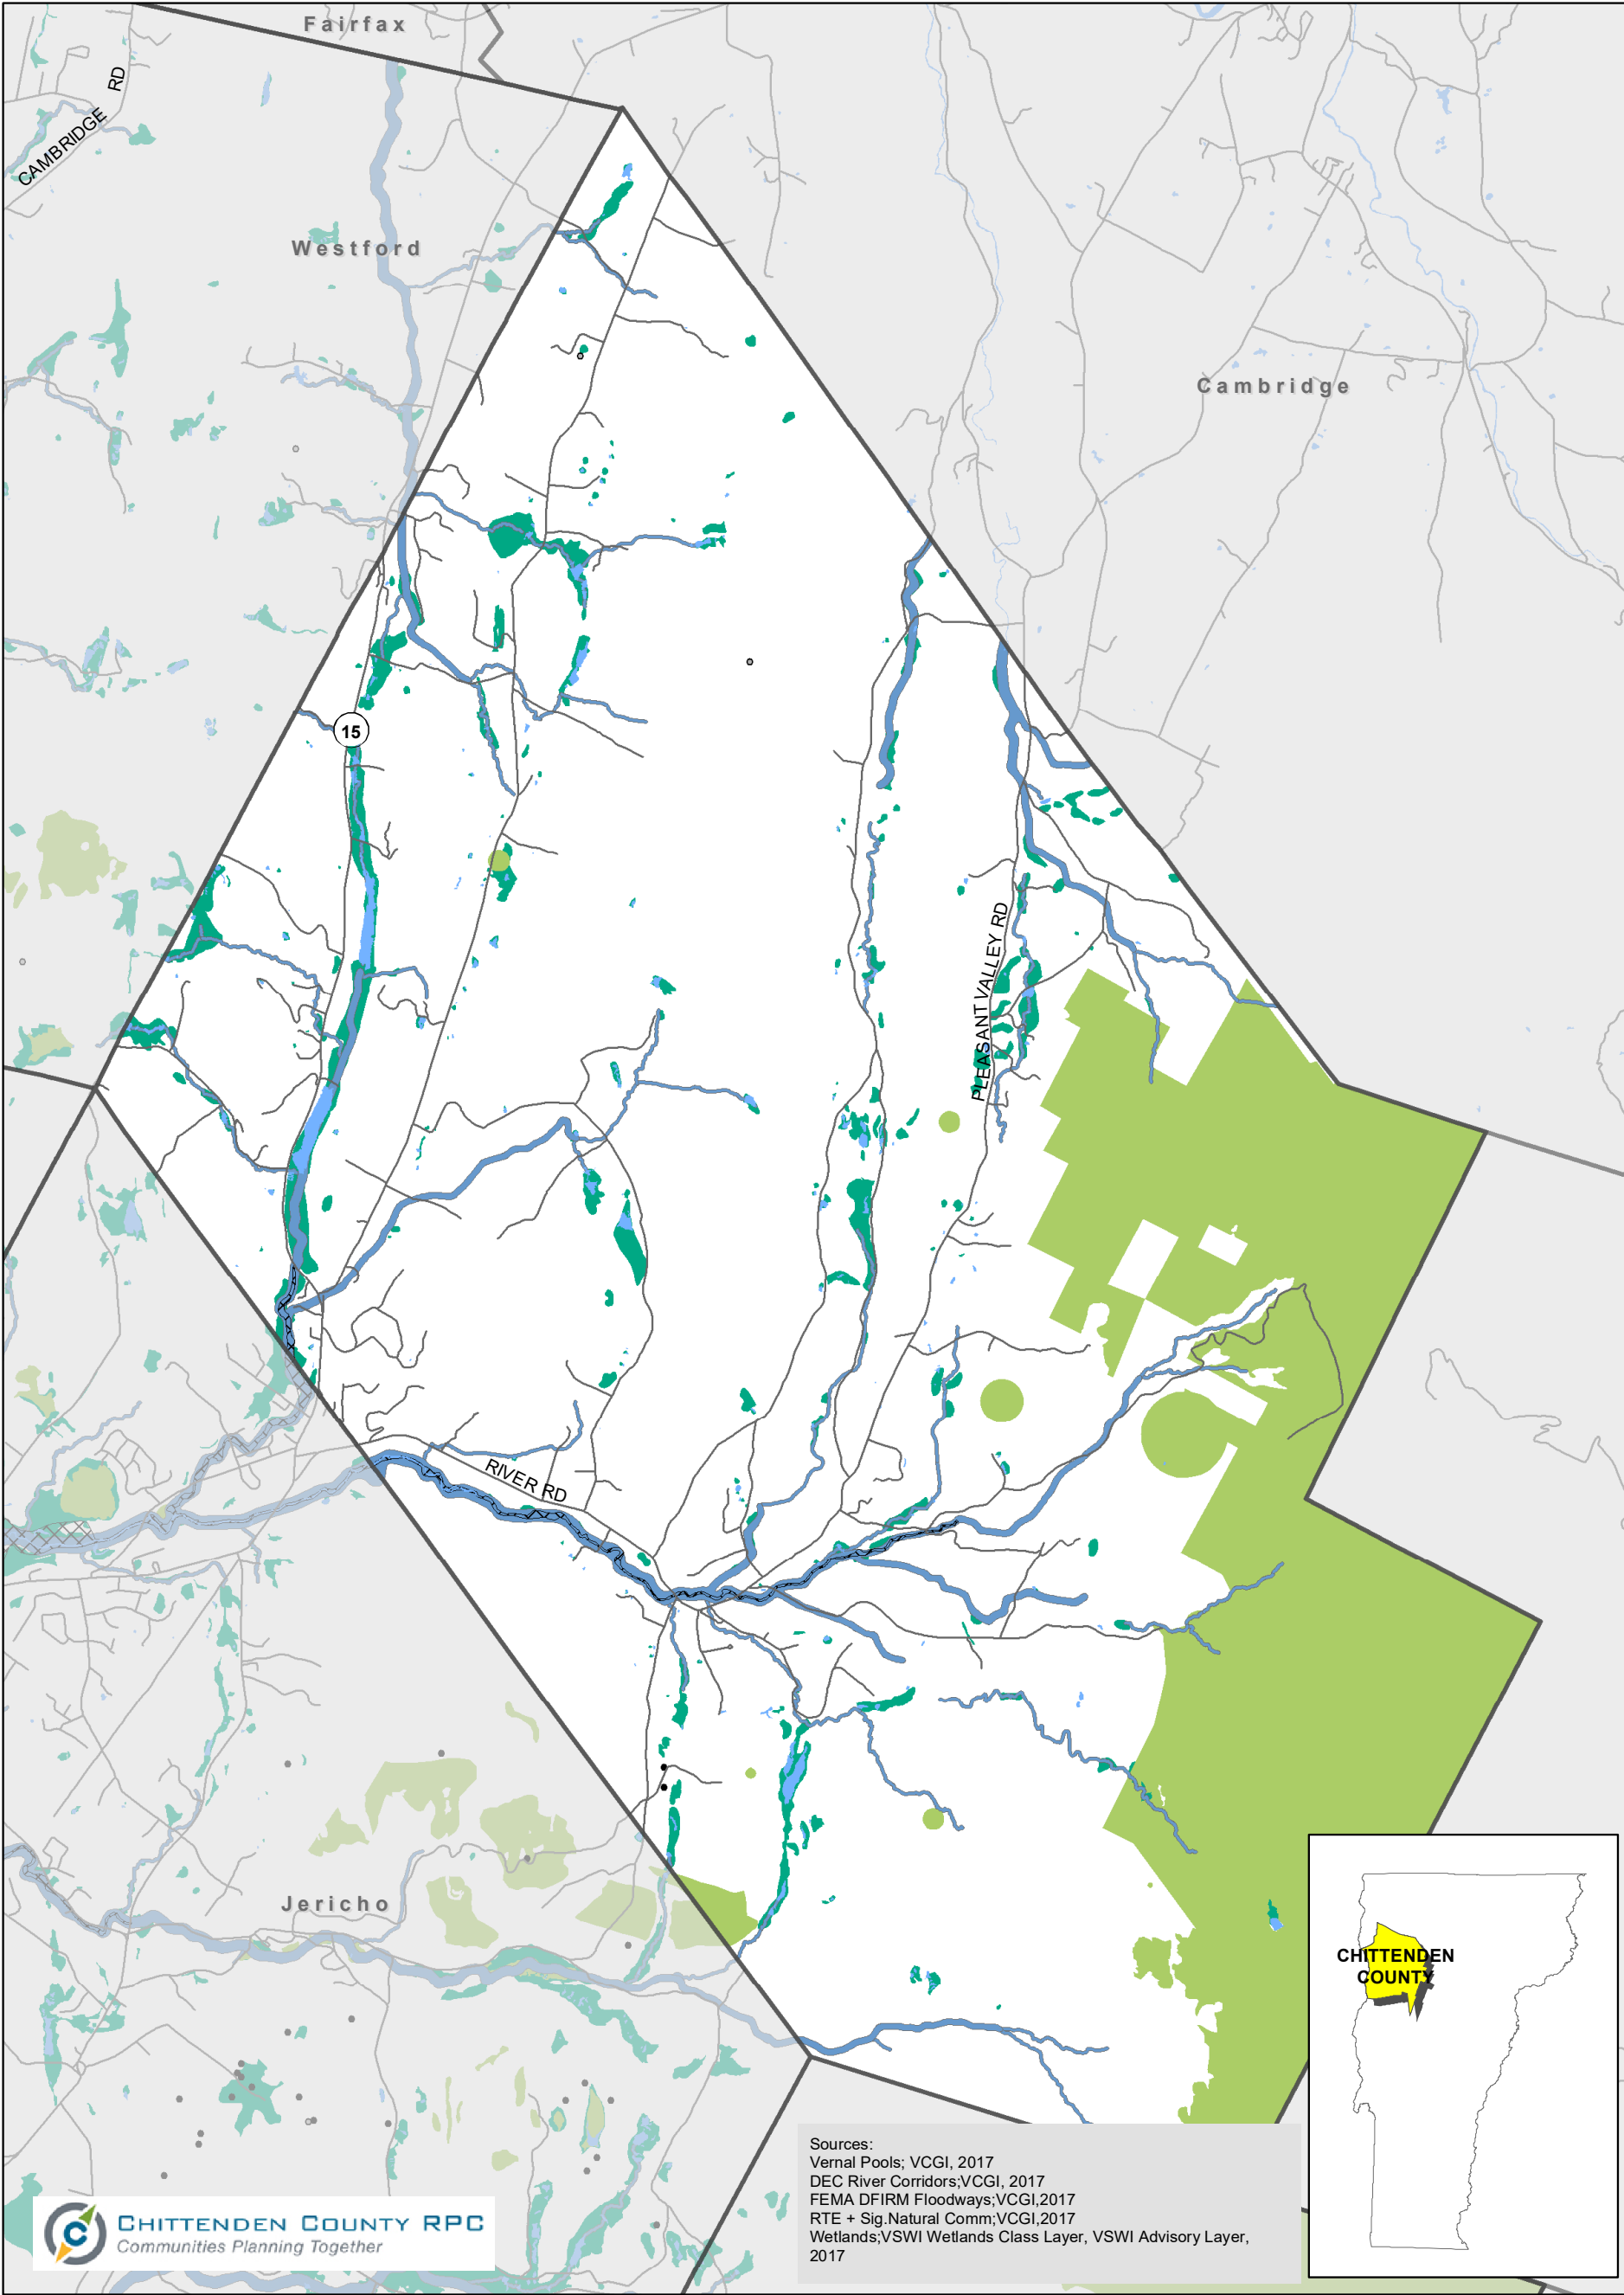 Fairfax
CAMBRIDGE RD
Westford
Cambridge
15
PLEASANT VALLEY RD
RIVER RD
Jericho
CHITTENDEN
COUNTY
Sources:
Vernal Pools; VCGI, 2017
DEC River Corridors;VCGI, 2017
FEMA DFIRM Floodways;VCGI,2017
RTE + Sig.Natural Comm;VCGI,2017
Wetlands;VSWI Wetlands Class Layer, VSWI Advisory Layer,
2017
C
CHITTENDEN COUNTY RPC
Communities Planning Together